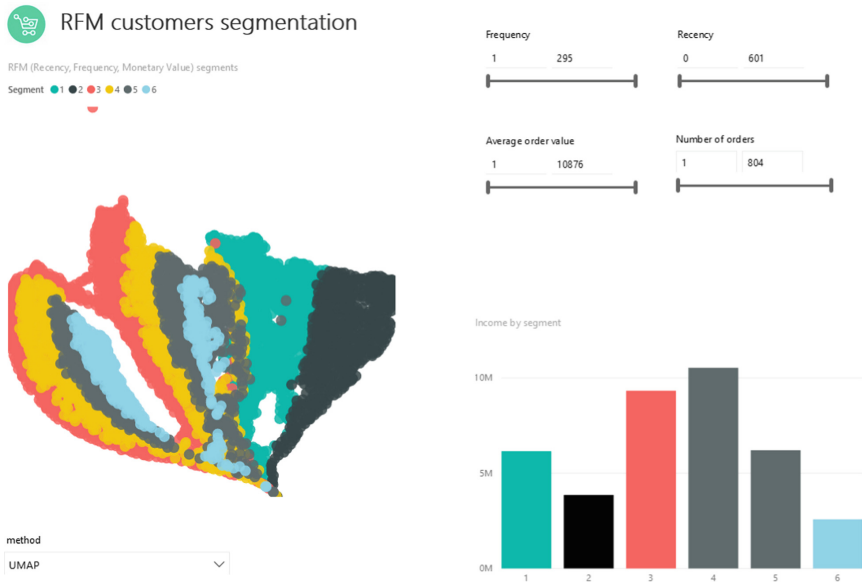 RFM customers segmentation
RFM (Recency, Frequency, Monetary Value) segments
Segment 1 2 3 4 5 6
method
UMAP
Frequency
1 295
Recency
0 601
Average order value
1 10876
Number of orders
1 804
Income by segment
10M
5M
0M
1 2 3 4 5 6